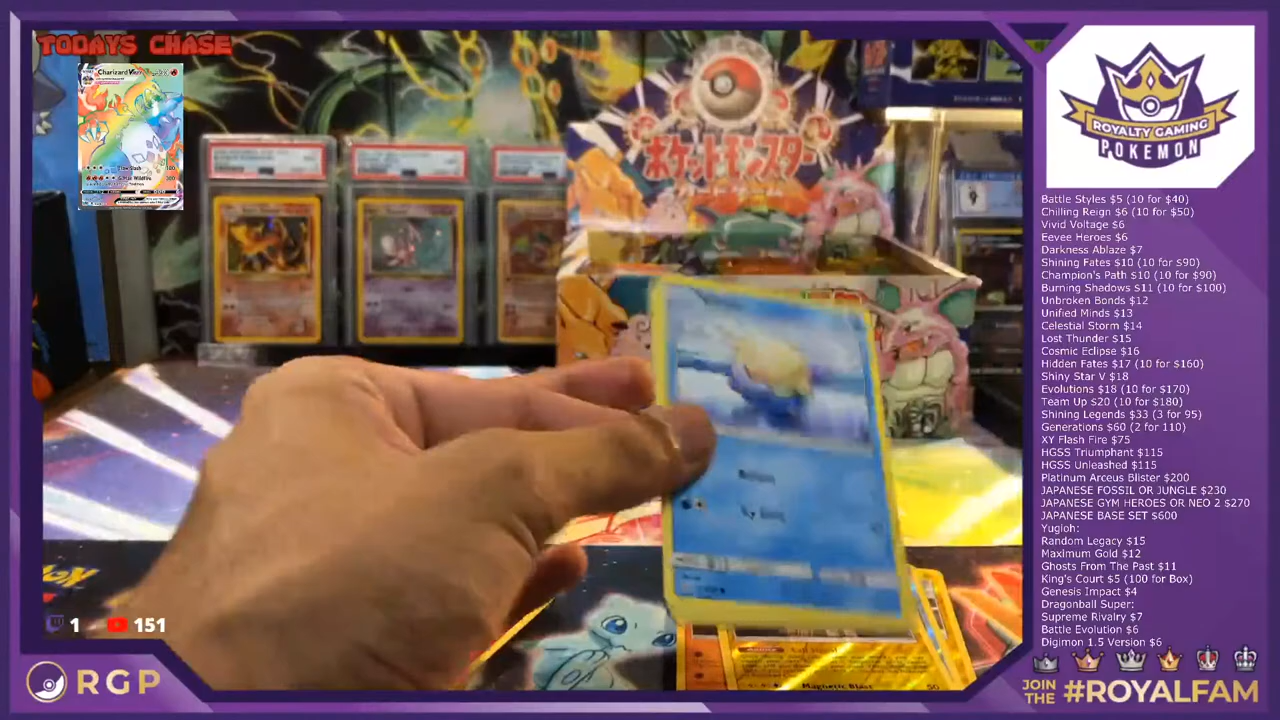 TODAYS CHASE
Charizard
ポケットモンスター
ROYALTY GAMING
POKEMON
Battle Styles $5 (10 for $40)
Chilling Reign $6 (10 for $50)
Vivid Voltage $6
Eevee Heroes $6
Darkness Ablaze $7
Shining Fates $10 (10 for $90)
Champion's Path $10 (10 for $90)
Burning Shadows $11 (10 for $100)
Unbroken Bonds $12
Unified Minds $13
Celestial Storm $14
Lost Thunder $15
Cosmic Eclipse $16
Hidden Fates $17 (10 for $160)
Shiny Star V $18
Evolutions $18 (10 for $170)
Team Up $20 (10 for $180)
Shining Legends $33 (3 for 95)
Generations $60 (2 for 110)
XY Flash Fire $75
HGSS Triumphant $115
HGSS Unleashed $115
Platinum Arceus Blister $200
JAPANESE FOSSIL OR JUNGLE $230
JAPANESE GYM HEROES OR NEO 2 $270
JAPANESE BASE SET $600
Yugioh:
Random Legacy $15
Maximum Gold $12
Ghosts From The Past $11
King's Court $5 (100 for Box)
Genesis Impact $4
Dragonball Super:
Supreme Rivalry $7
Battle Evolution $6
Digimon 1.5 Version $6
Magnetic Blast 50
1 151
RGP
JOIN THE #ROYALFAM